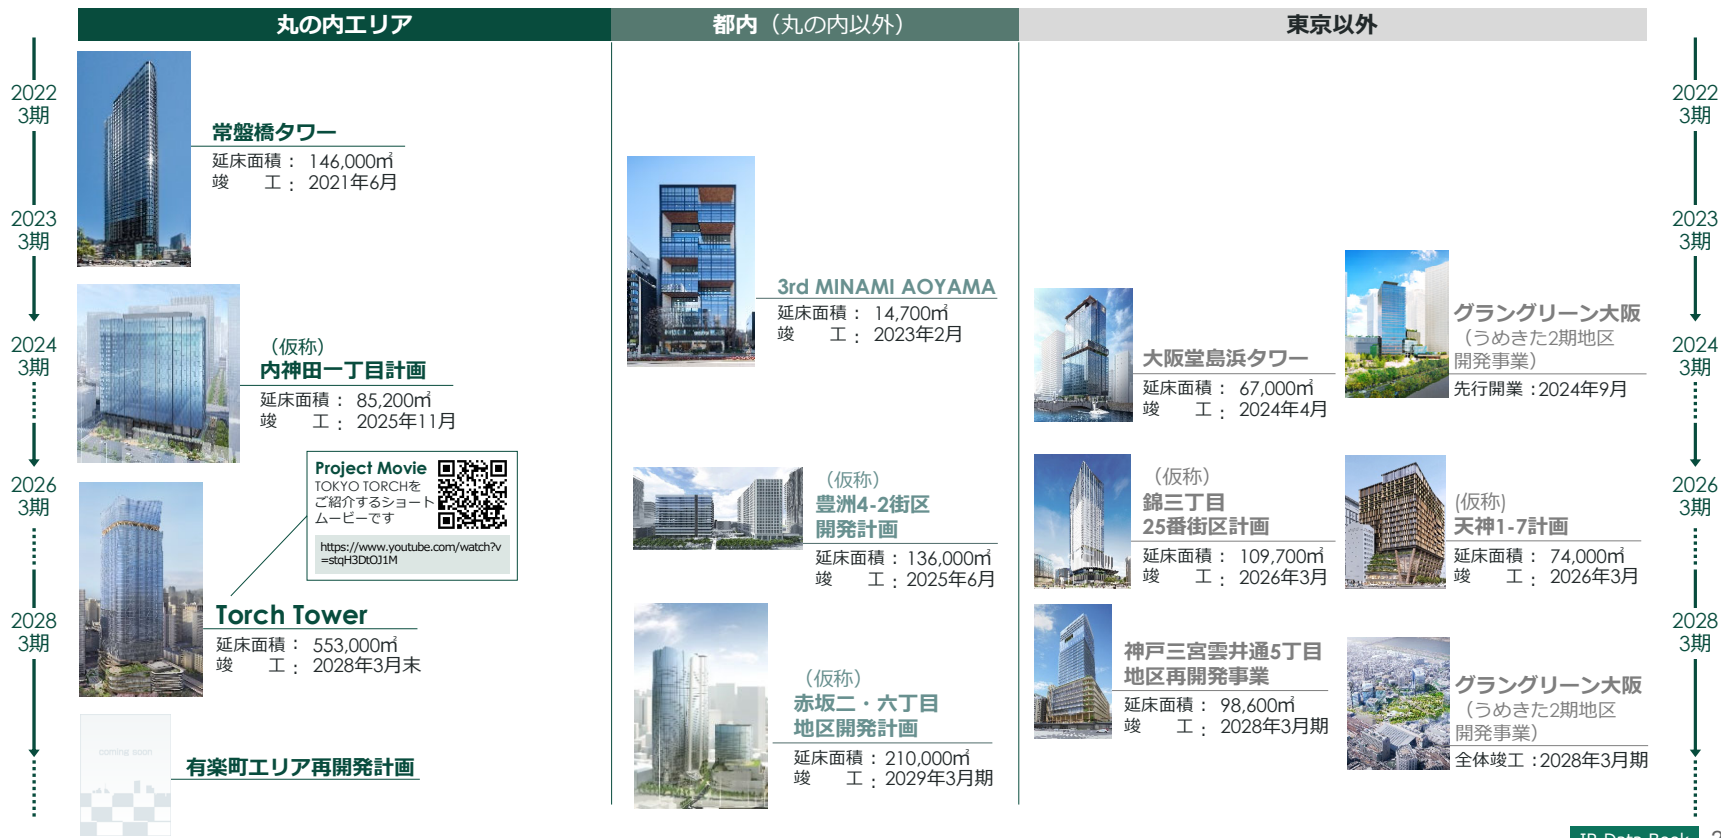 丸の内エリア
都内（丸の内以外）
東京以外
2022
3期
2023
3期
2024
3期
2026
3期
2028
3期
常盤橋タワー
延床面積： 146,000㎡
竣　　工： 2021年6月
（仮称）
内神田一丁目計画
延床面積： 85,200㎡
竣　　工： 2025年11月
Project Movie
TOKYO TORCHを
ご紹介するショート
ムービーです
https://www.youtube.com/watch?v
=stqH3DtOJ1M
Torch Tower
延床面積： 553,000㎡
竣　　工： 2028年3月末
coming soon
有楽町エリア再開発計画
3rd MINAMI AOYAMA
延床面積： 14,700㎡
竣　　工： 2023年2月
（仮称）
豊洲4-2街区
開発計画
延床面積： 136,000㎡
竣　　工： 2025年6月
（仮称）
赤坂二・六丁目
地区開発計画
延床面積： 210,000㎡
竣　　工： 2029年3月期
大阪堂島浜タワー
延床面積： 67,000㎡
竣　　工： 2024年4月
グラングリーン大阪
（うめきた2期地区
開発事業）
先行開業：2024年9月
（仮称）
錦三丁目
25番街区計画
延床面積： 109,700㎡
竣　　工： 2026年3月
(仮称)
天神1-7計画
延床面積： 74,000㎡
竣　　工： 2026年3月
神戸三宮雲井通5丁目
地区再開発事業
延床面積： 98,600㎡
竣　　工： 2028年3月期
グラングリーン大阪
（うめきた2期地区
開発事業）
全体竣工：2028年3月期
2022
3期
2023
3期
2024
3期
2026
3期
2028
3期
IR Data Book